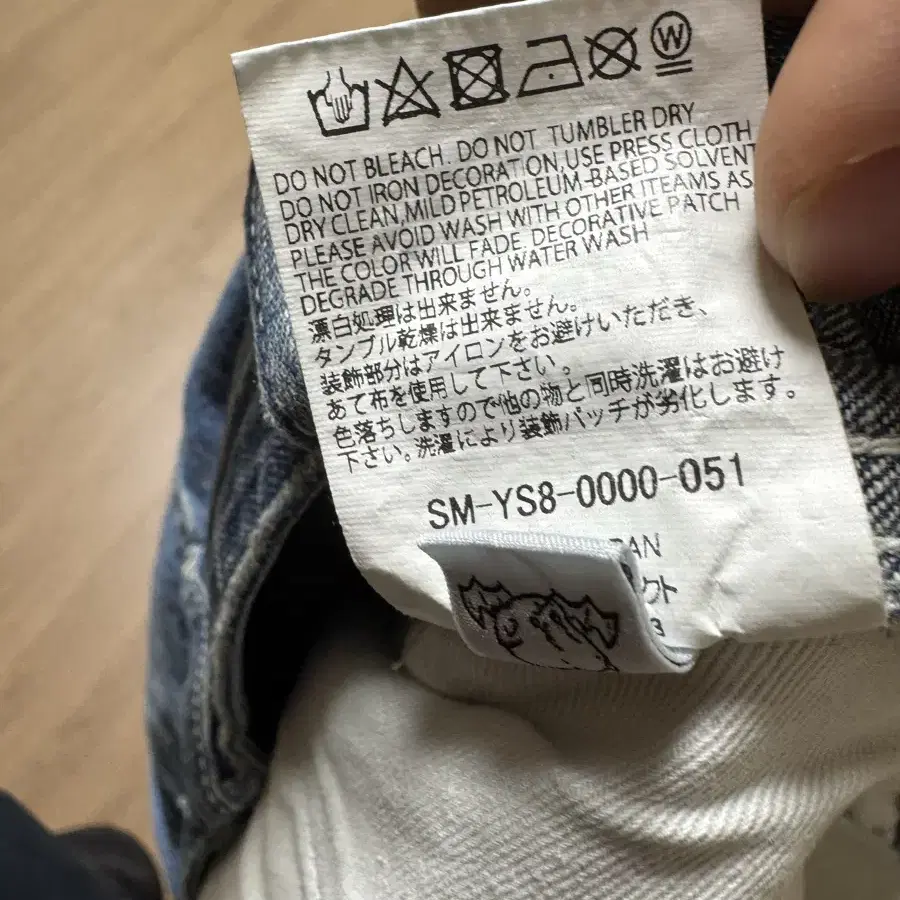 W
DO NOT BLEACH. DO NOT TUMBLER DRY
DO NOT IRON DECORATION,USE PRESS CLOTH
DRY CLEAN,MILD PETROLEUM-BASED SOLVENT
PLEASE AVOID WASH WITH OTHER ITEAMS AS
THE COLOR WILL FADE. DECORATIVE PATCH
DEGRADE THROUGH WATER WASH
漂白処理は出来ません。
タンブル乾燥は出来ません。
装飾部分はアイロンをお避けいただき、
あて布を使用して下さい。
色落ちしますので他の物と同時洗濯はお避け
下さい。洗濯により装飾パッチが劣化します。
SM-YS8-0000-051